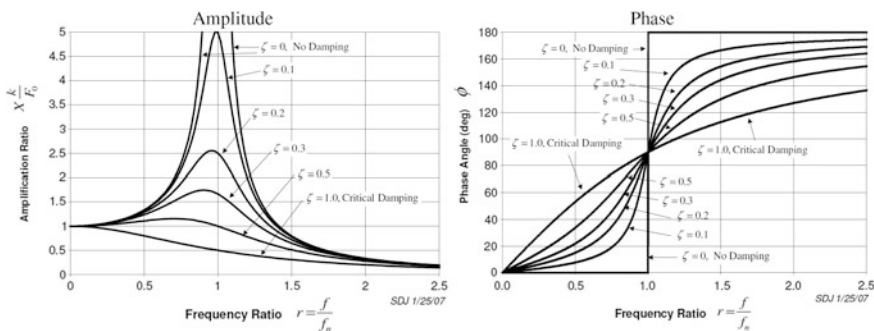 Amplitude
Amplification Ratio X k/F₀
5
4.5
4
3.5
3
2.5
2
1.5
1
0.5
0
ζ=0, No Damping
ζ=0.1
ζ=0.2
ζ=0.3
ζ=0.5
ζ=1.0, Critical Damping
0 0.5 1 1.5 2 2.5
SDJ 1/25/07
Frequency Ratio r = f/fₙ
Phase
Phase Angle (deg) ϕ
180
160
140
120
100
80
60
40
20
0
ζ=0, No Damping
ζ=0.1
ζ=0.2
ζ=0.3
ζ=0.5
ζ=1.0, Critical Damping
ζ=1.0, Critical Damping
ζ=0.5
ζ=0.3
ζ=0.2
ζ=0.1
ζ=0, No Damping
0.0 0.5 1.0 1.5 2.0 2.5
SDJ 1/25/07
Frequency Ratio r = f/fₙ